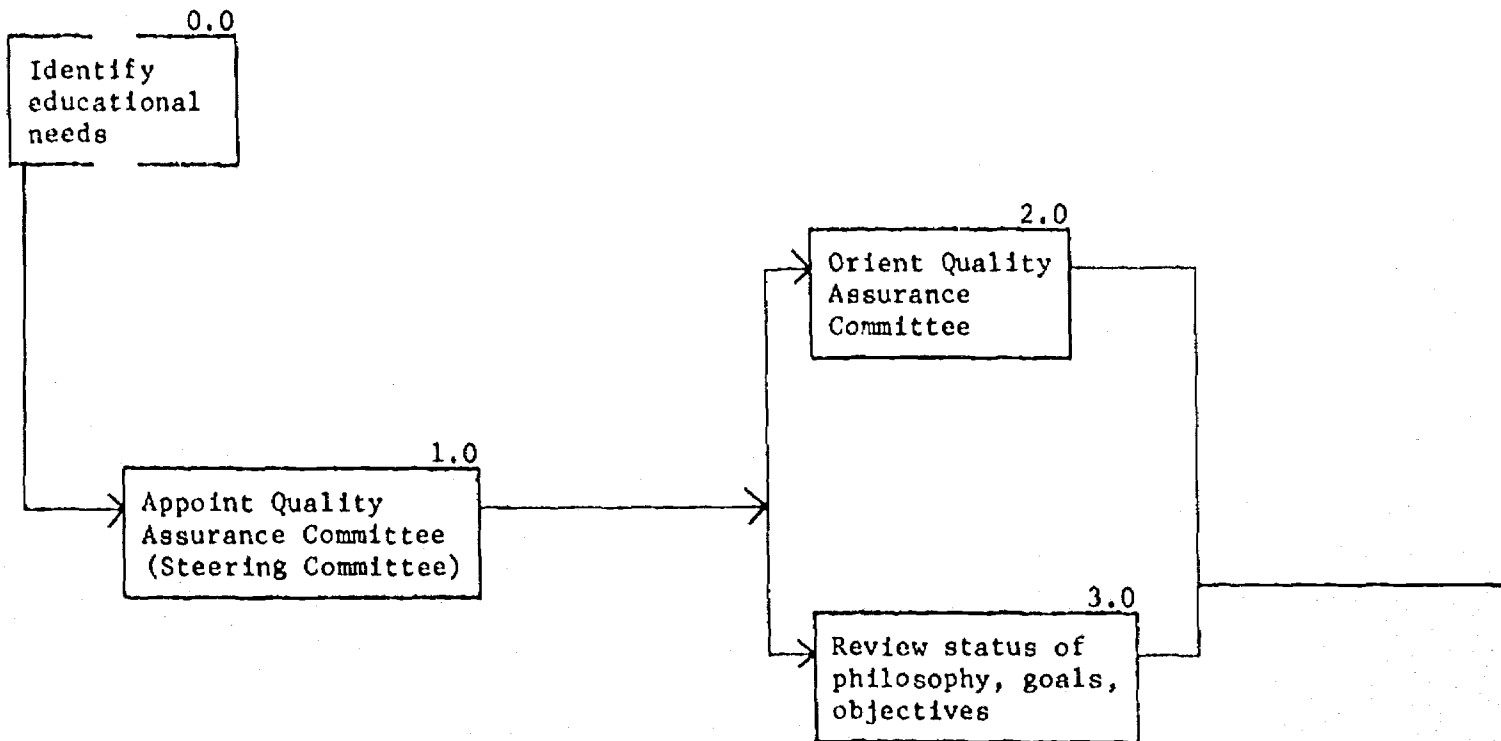 0.0
Identify
educational
needs
2.0
Orient Quality
Assurance
Committee
1.0
Appoint Quality
Assurance Committee
(Steering Committee)
3.0
Review status of
philosophy, goals,
objectives